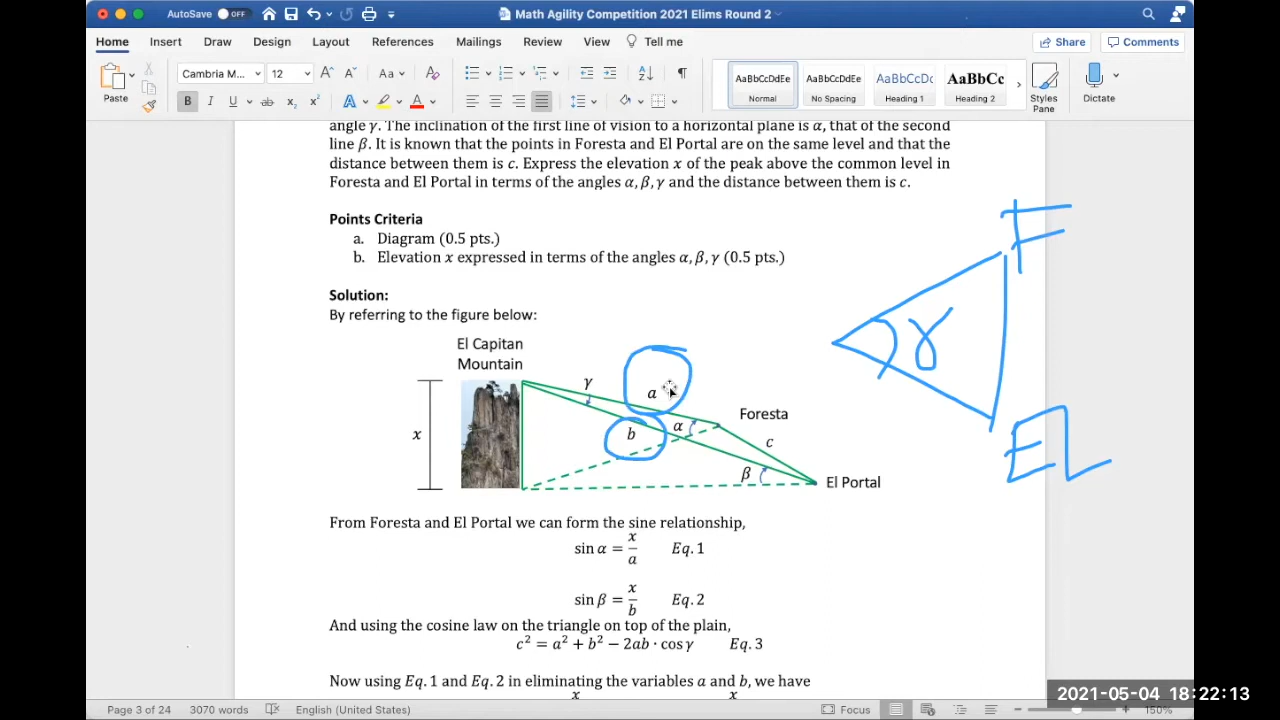 AutoSave OFF
Math Agility Competition 2021 Elims Round 2
Home Insert Draw Design Layout References Mailings Review View Tell me Share Comments
Paste
Cambria M... 12
AaBbCcDdEe AaBbCcDdEe AaBbCcDc AaBbCc
Normal No Spacing Heading 1 Heading 2
Styles Pane
Dictate
angle γ. The inclination of the first line of vision to a horizontal plane is α, that of the second
line β. It is known that the points in Foresta and El Portal are on the same level and that the
distance between them is c. Express the elevation x of the peak above the common level in
Foresta and El Portal in terms of the angles α, β, γ and the distance between them is c.
Points Criteria
a. Diagram (0.5 pts.)
b. Elevation x expressed in terms of the angles α, β, γ (0.5 pts.)
Solution:
By referring to the figure below:
El Capitan
Mountain
γ
a
Foresta
x
b
α
c
β
El Portal
F
γ
EL
From Foresta and El Portal we can form the sine relationship,
sin α = x/a Eq. 1
sin β = x/b Eq. 2
And using the cosine law on the triangle on top of the plain,
c² = a² + b² − 2ab · cos γ Eq. 3
Now using Eq. 1 and Eq. 2 in eliminating the variables a and b, we have
x x
Page 3 of 24 3070 words English (United States) Focus 150%
2021-05-04 18:22:13